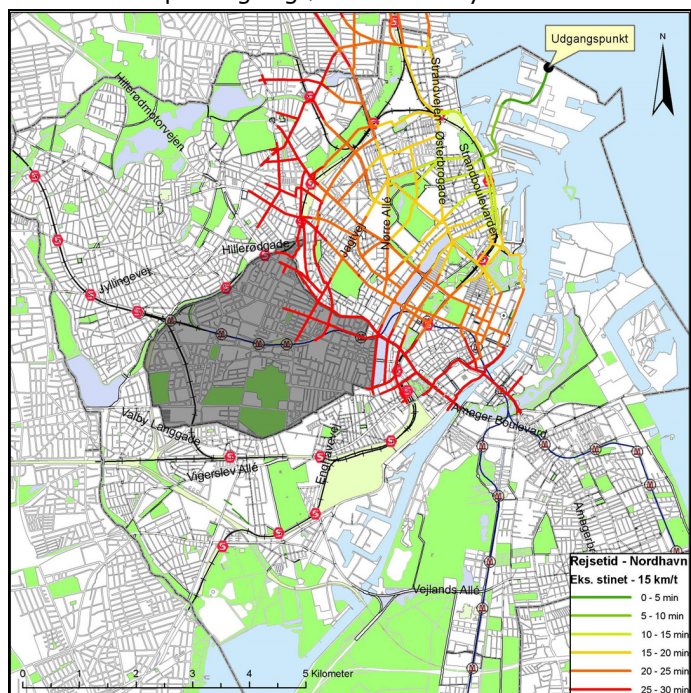 Udgangspunkt
N
Hillerødmotorvejen
Strandvejen
Østerbrogade
Strandboulevarden
Nørre Allé
Jagtvej
Hillerødgade
Jyllingevej
Valby Langgade
Enghavevej
Vigerslev Allé
Amager Boulevard
Vejlands Allé
Rejsetid - Nordhavn
Eks. stinet - 15 km/t
0 - 5 min
5 - 10 min
10 - 15 min
15 - 20 min
20 - 25 min
25 - 30 min
0 1 2 3 4 5 Kilometer